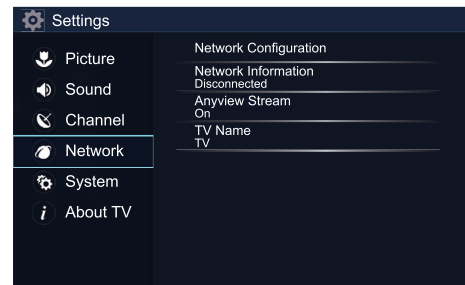 Settings
Picture
Sound
Channel
Network
System
About TV
Network Configuration
Network Information
Disconnected
Anyview Stream
On
TV Name
TV